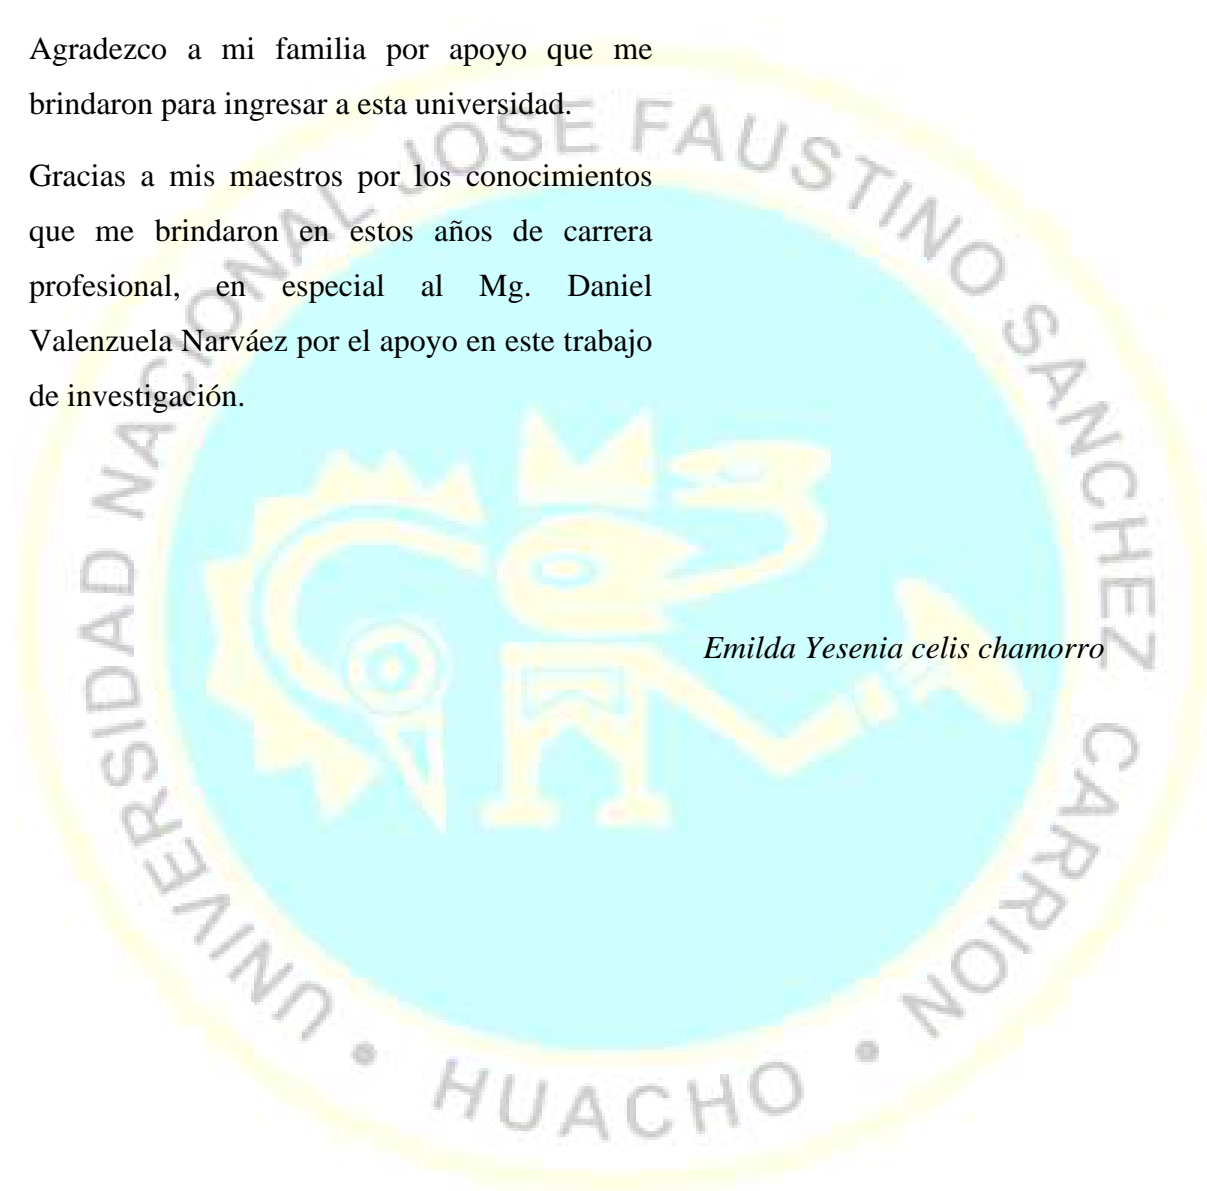 Agradezco a mi familia por apoyo que me
brindaron para ingresar a esta universidad.
Gracias a mis maestros por los conocimientos
que me brindaron en estos años de carrera
profesional, en especial al Mg. Daniel
Valenzuela Narváez por el apoyo en este trabajo
de investigación.
Emilda Yesenia celis chamorro
UNIVERSIDAD NACIONAL JOSE FAUSTINO SANCHEZ CARRION
• HUACHO •